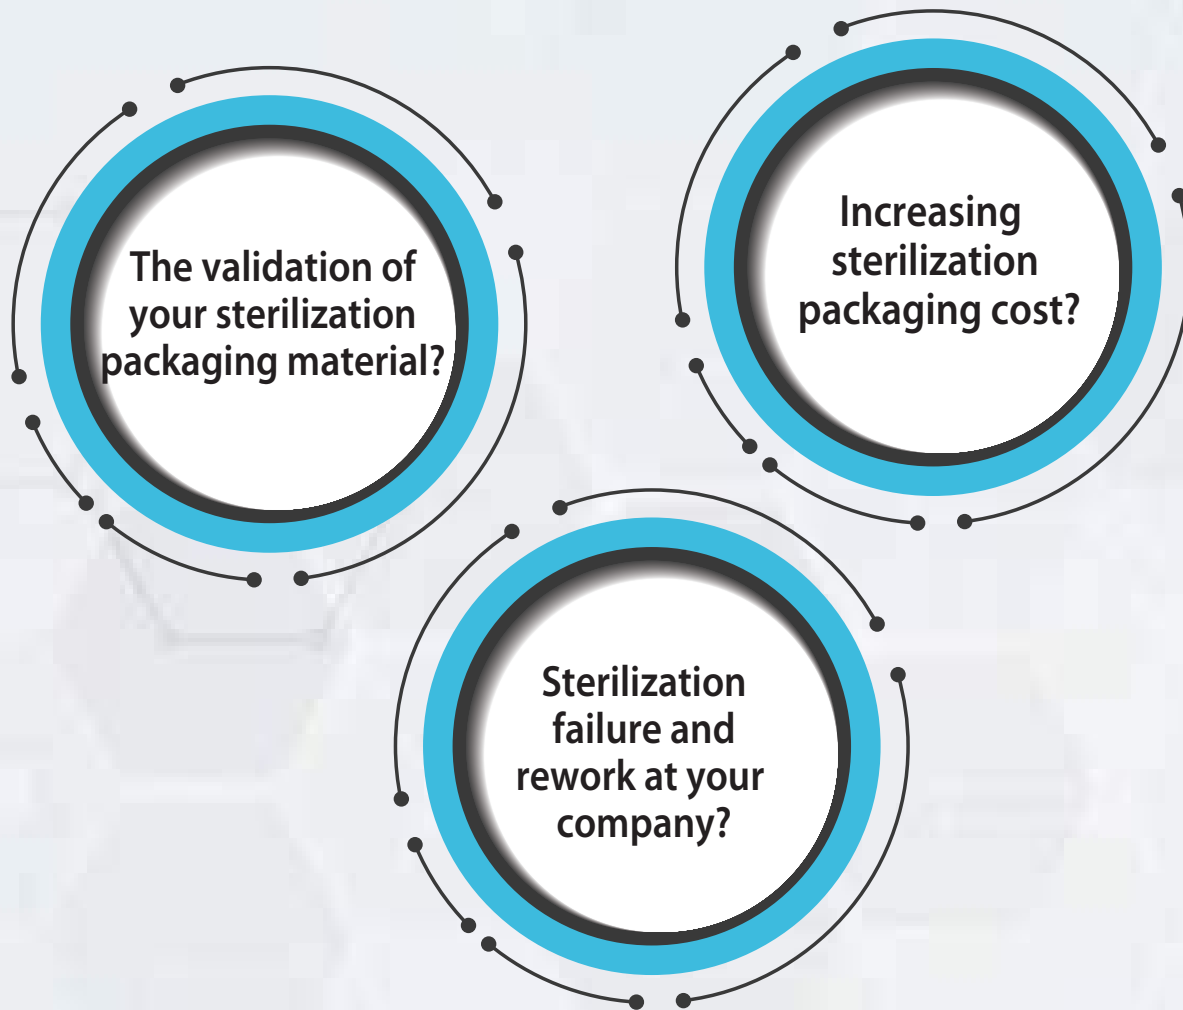 The validation of
your sterilization
packaging material?
Increasing
sterilization
packaging cost?
Sterilization
failure and
rework at your
company?